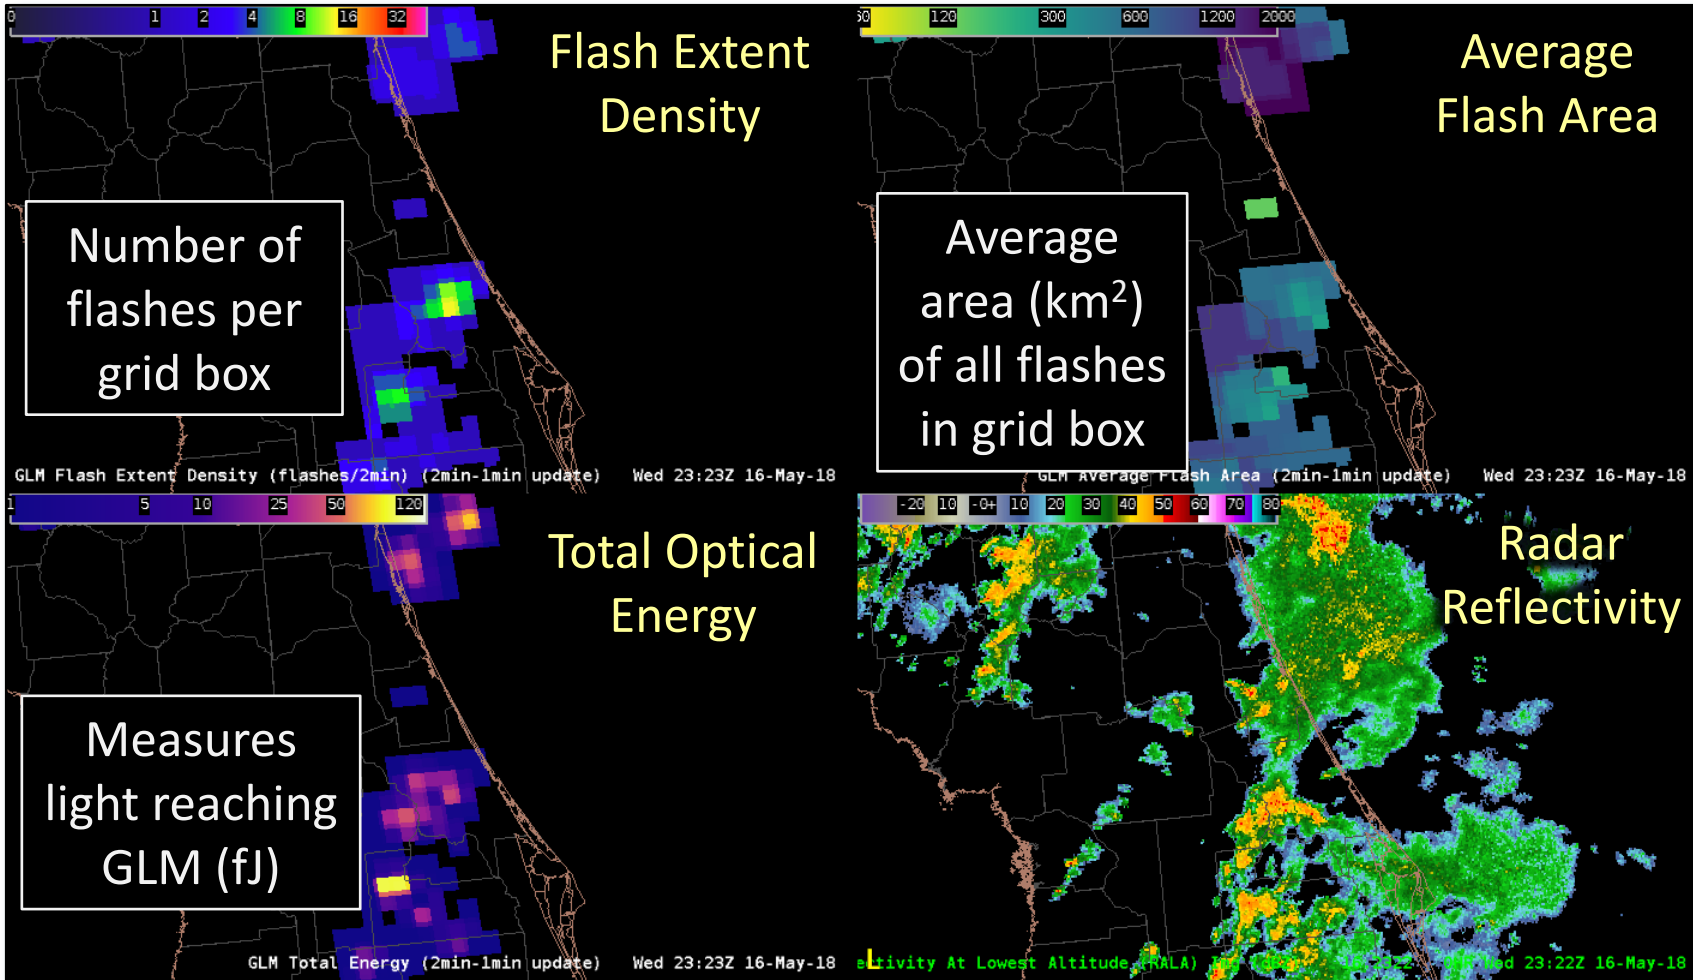 0 1 2 4 8 16 32
Flash Extent
Density
Number of
flashes per
grid box
GLM Flash Extent Density (flashes/2min) (2min-1min update) Wed 23:23Z 16-May-18
60 120 300 600 1200 2000
Average
Flash Area
Average
area (km²)
of all flashes
in grid box
GLM Average Flash Area (2min-1min update) Wed 23:23Z 16-May-18
1 5 10 25 50 120
Total Optical
Energy
Measures
light reaching
GLM (fJ)
GLM Total Energy (2min-1min update) Wed 23:23Z 16-May-18
-20 10 -0+ 10 20 30 40 50 60 70 80
Radar
Reflectivity
L
ectivity At Lowest Altitude (RALA) Wed 23:22Z 16-May-18